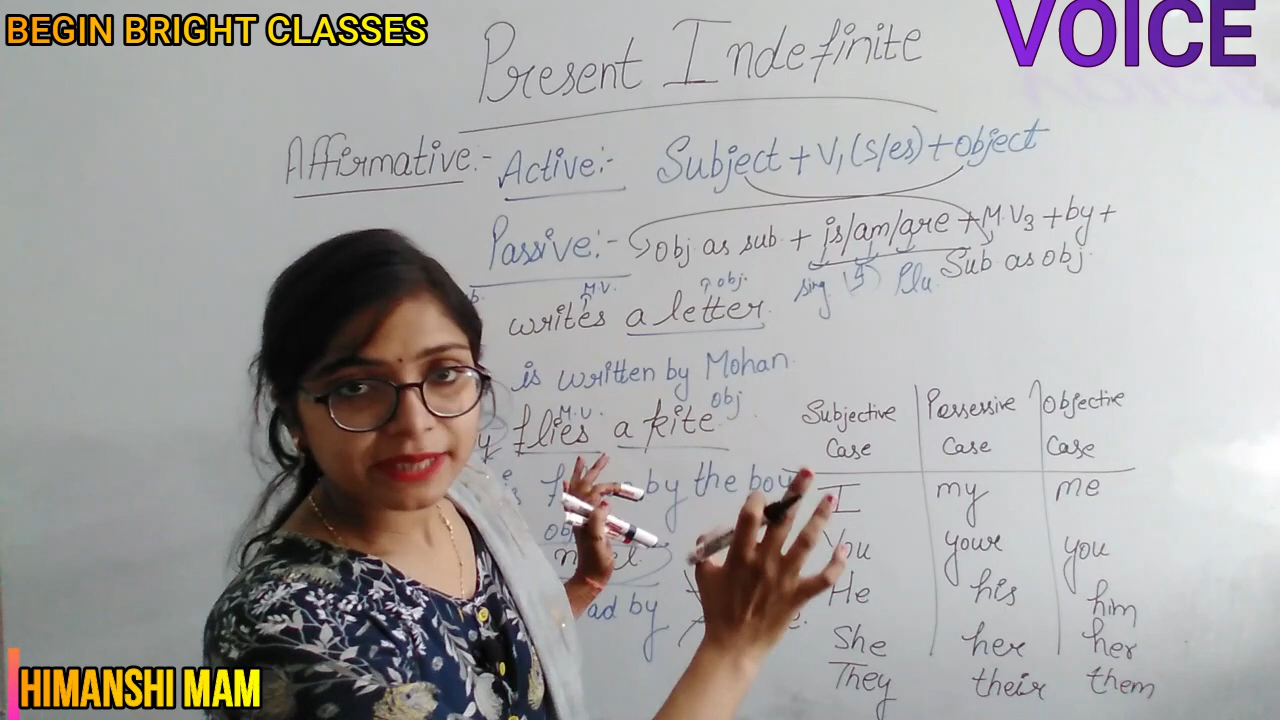 BEGIN BRIGHT CLASSES
VOICE
Present Indefinite
Affirmative:- Active:- Subject + V₁(s/es) + Object
Passive:- Obj as sub + is/am/are + M.V₃ + by +
Sub as obj.
sing Plu.
M.V. obj.
writes a letter.
is written by Mohan.
M.V. obj
flies a kite.
by the boy
Obj
ad by
Subjective Case Possessive Case Objective Case
I my me
You your you
He his him
She her her
They their them
HIMANSHI MAM